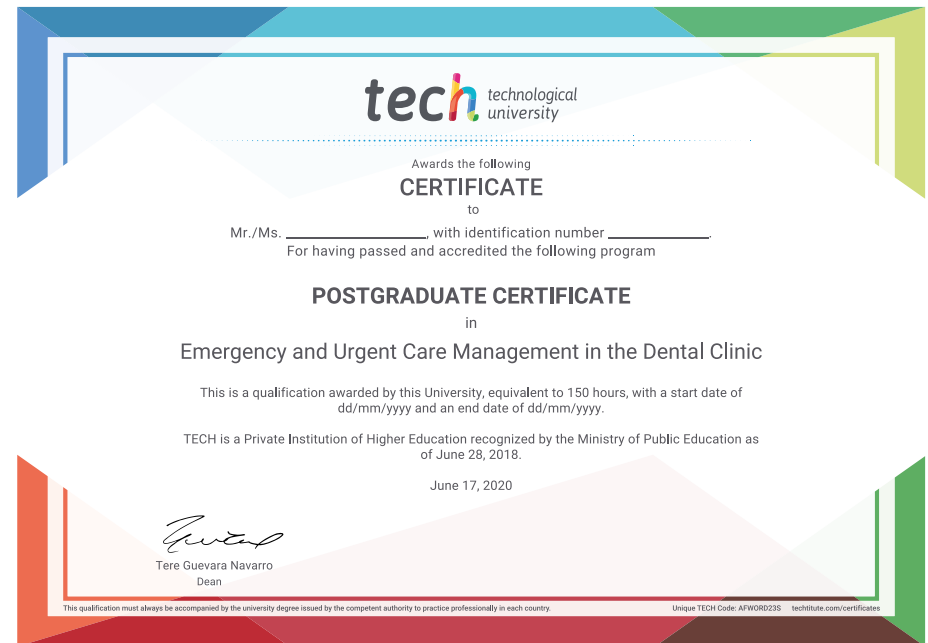 tech technological
university
Awards the following
CERTIFICATE
to
Mr./Ms. ____________, with identification number ____________.
For having passed and accredited the following program
POSTGRADUATE CERTIFICATE
in
Emergency and Urgent Care Management in the Dental Clinic
This is a qualification awarded by this University, equivalent to 150 hours, with a start date of
dd/mm/yyyy and an end date of dd/mm/yyyy.
TECH is a Private Institution of Higher Education recognized by the Ministry of Public Education as
of June 28, 2018.
June 17, 2020
Tere Guevara Navarro
Dean
This qualification must always be accompanied by the university degree issued by the competent authority to practice professionally in each country. Unique TECH Code: AFWORD23S techtitute.com/certificates